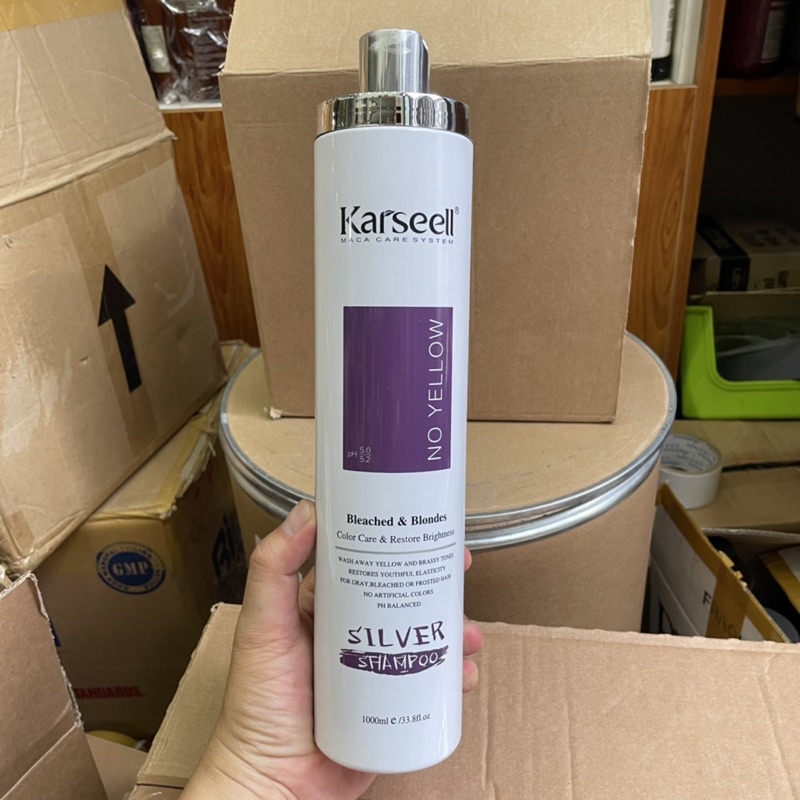 Karseell®
MACA CARE SYSTEM
NO YELLOW
pH 5.0
5.2
Bleached & Blondes
Color Care & Restore Brightness
WASH AWAY YELLOW AND BRASSY TONES
RESTORES YOUTHFUL ELASTICITY
FOR GRAY,BLEACHED OR FROSTED HAIR
NO ARTIFICIAL COLORS
PH BALANCED
SILVER
SHAMPOO
1000ml e /33.8fl.oz
GMP
STANDARDS.